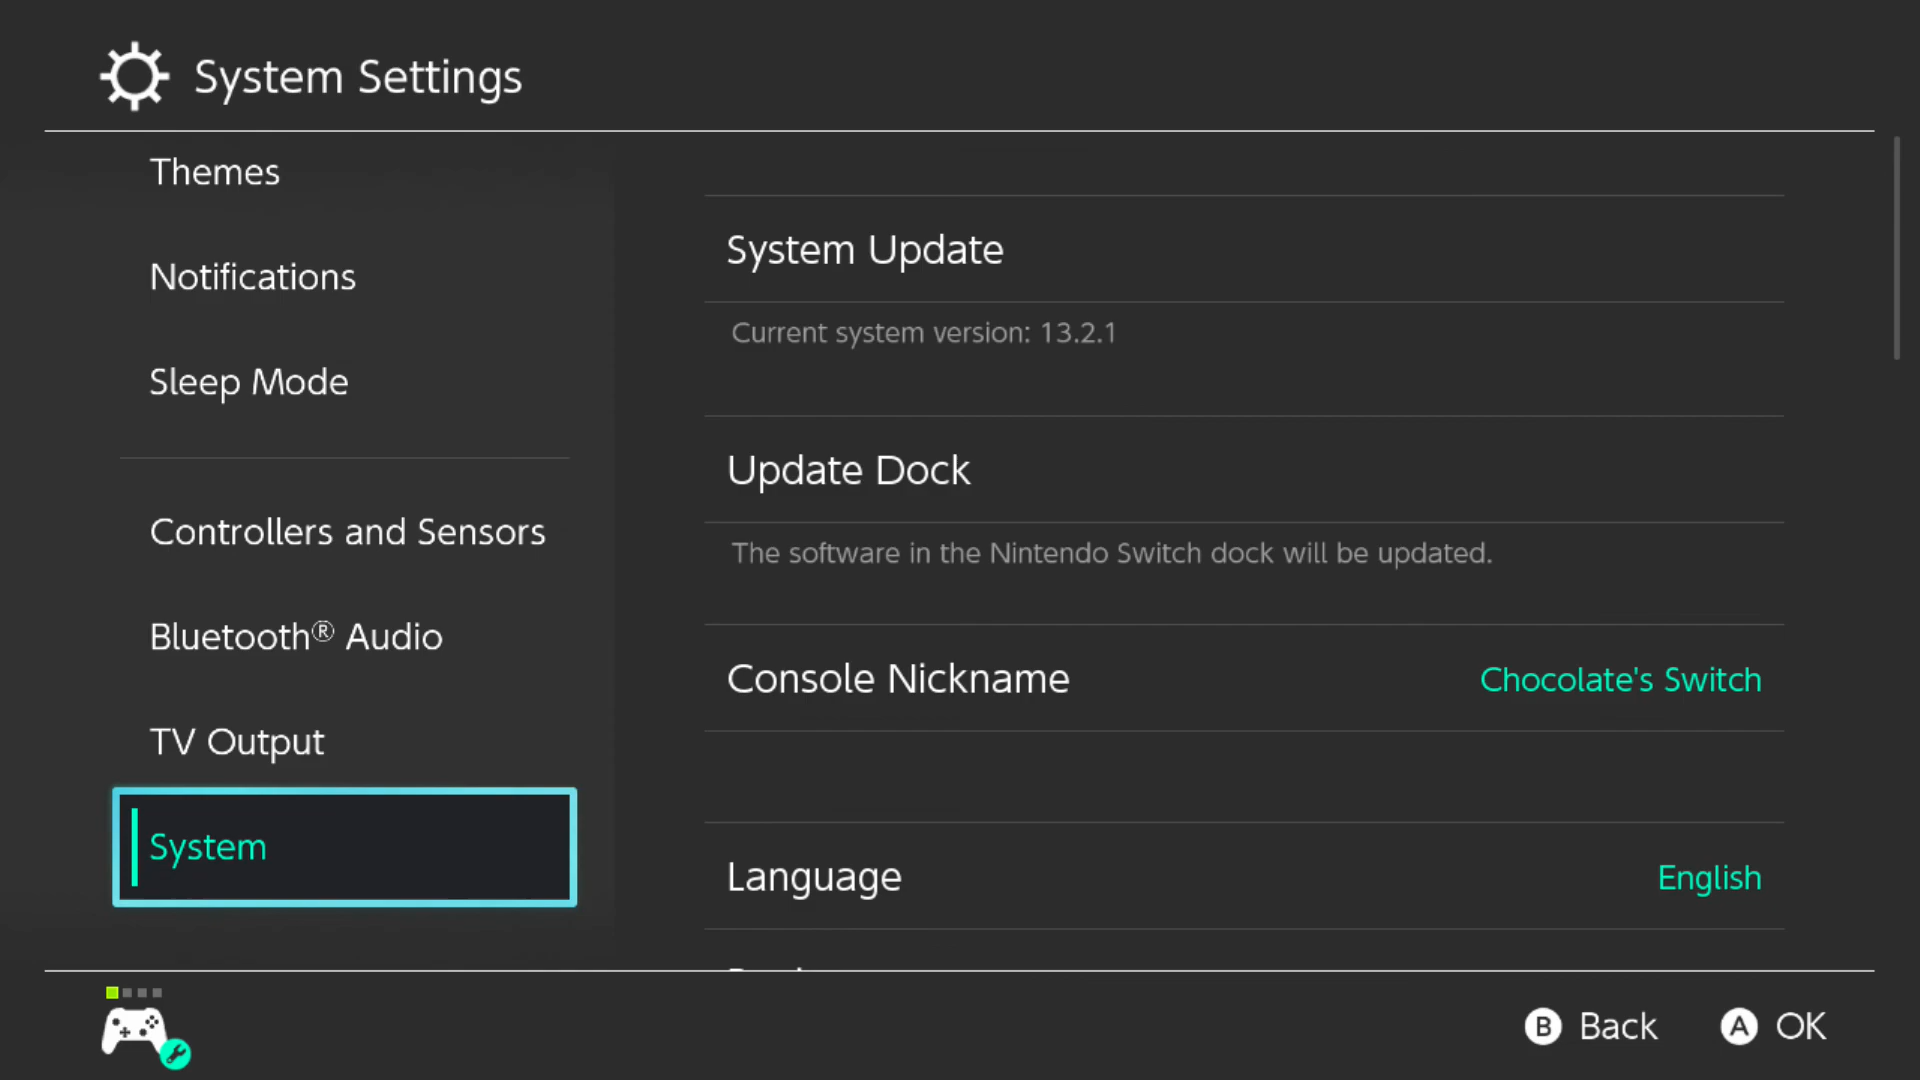 System Settings
Themes
Notifications
Sleep Mode
Controllers and Sensors
Bluetooth® Audio
TV Output
System
System Update
Current system version: 13.2.1
Update Dock
The software in the Nintendo Switch dock will be updated.
Console Nickname Chocolate's Switch
Language English
B Back A OK